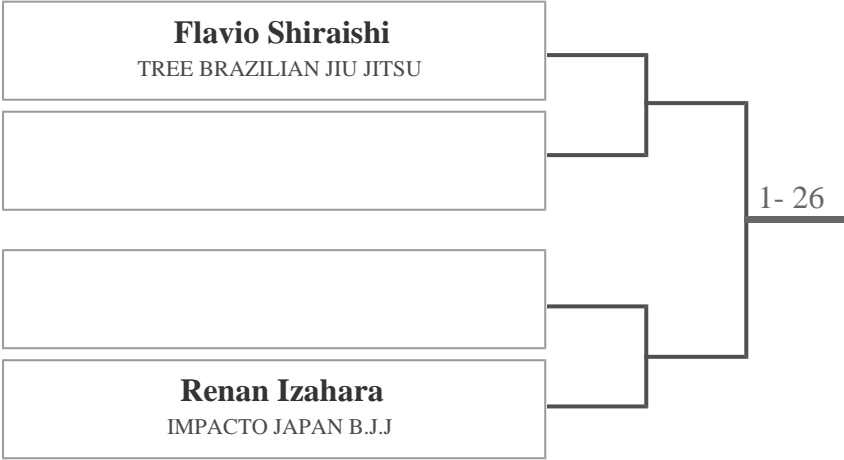 Flavio Shiraishi
TREE BRAZILIAN JIU JITSU
1- 26
Renan Izahara
IMPACTO JAPAN B.J.J